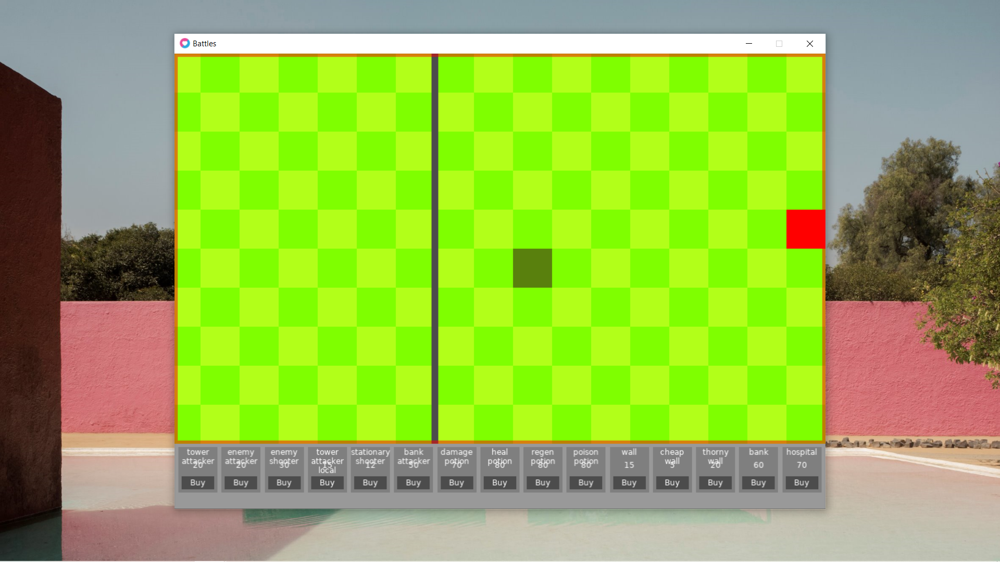 Battles
tower
attacker
20
Buy
enemy
attacker
20
Buy
enemy
shooter
30
Buy
tower
attacker
15
local
Buy
stationary
shooter
12
Buy
bank
attacker
50
Buy
damage
potion
70
Buy
heal
potion
80
Buy
regen
potion
80
Buy
poison
potion
80
Buy
wall
15
Buy
cheap
wall
5
Buy
thorny
wall
20
Buy
bank
60
Buy
hospital
70
Buy